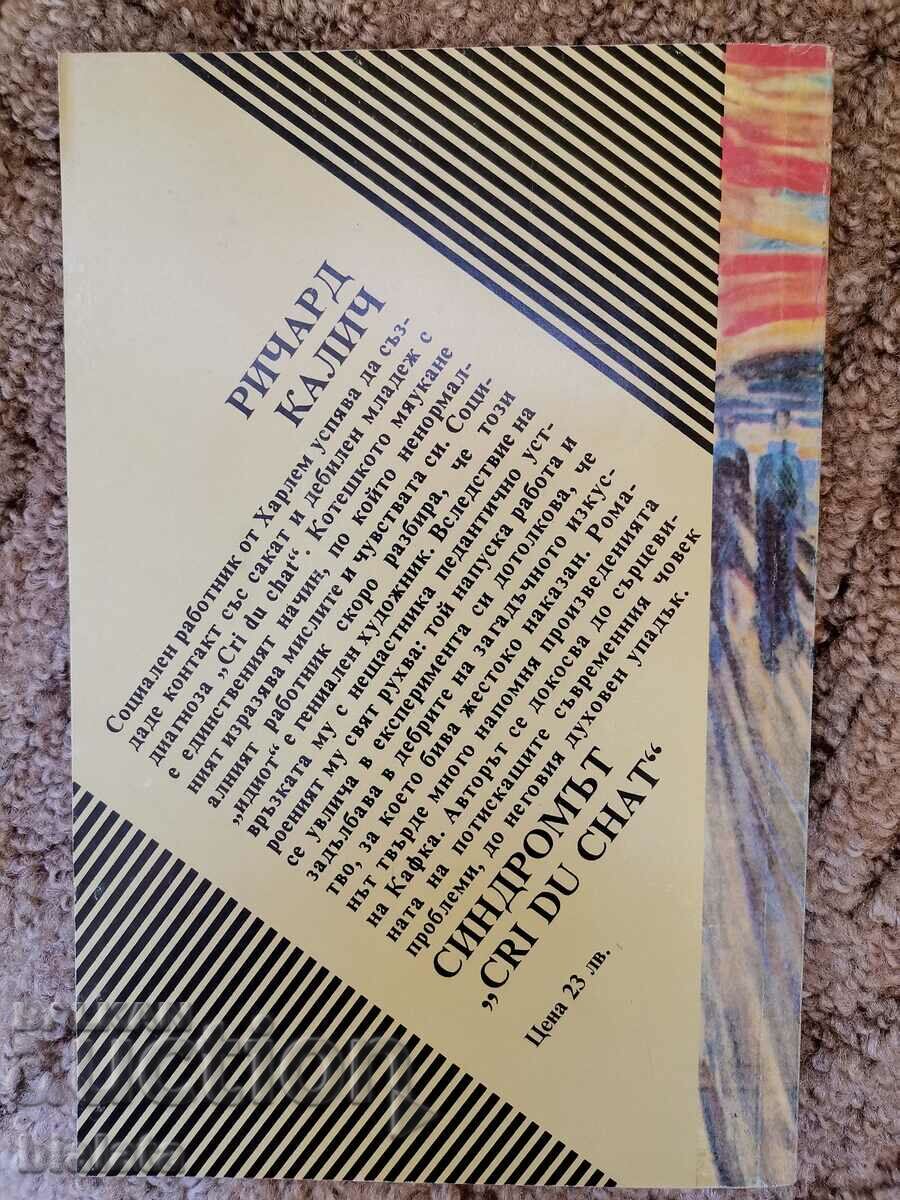 РИЧАРД
КАЛИЧ
Социален работник от Харлем успява да съз-
даде контакт със сакат и дебилен младеж с
диагноза „Cri du chat“. Котешкото мяукане
е единственият начин, по който ненормал-
ният изразява мислите и чувствата си. Соци-
алният работник скоро разбира, че този
„идиот“ е гениален художник. Вследствие на
връзката му с нещастника педантично уст-
роеният му свят рухва: той напуска работа и
се увлича в експеримента си дотолкова, че
задълбава в дебрите на загадъчното изкус-
тво, за което бива жестоко наказан. Рома-
нът твърде много напомня произведенията
на Кафка. Авторът се докосва до сърцеви-
ната на потискащите съвременния човек
проблеми, до неговия духовен упадък.
СИНДРОМЪТ
„CRI DU CHAT“
Цена 23 лв.
BALKAN
auction
bialata